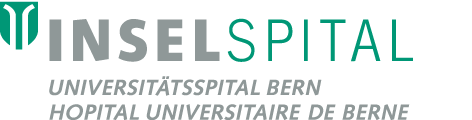 INSELSPITAL
UNIVERSITÄTSSPITAL BERN
HOPITAL UNIVERSITAIRE DE BERNE